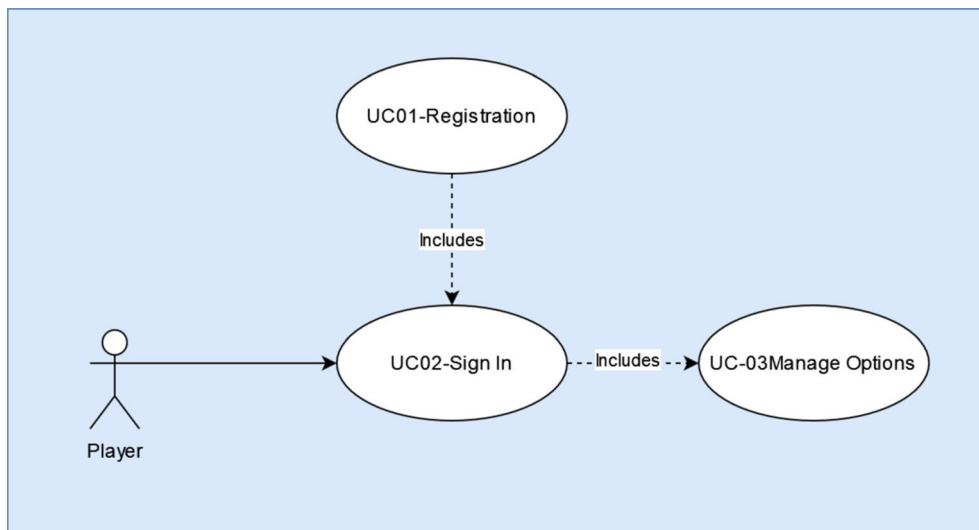 UC01-Registration
Includes
UC02-Sign In
Includes
UC-03Manage Options
Player